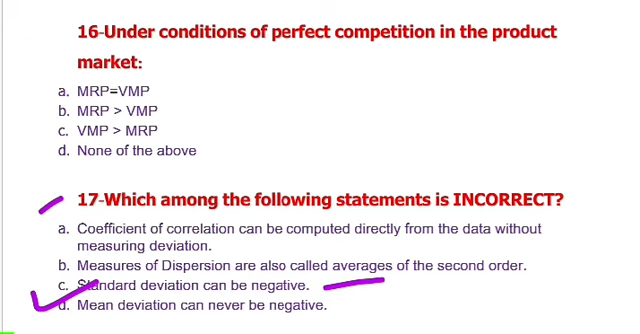 16-Under conditions of perfect competition in the product
market:
a. MRP=VMP
b. MRP > VMP
c. VMP > MRP
d. None of the above
17-Which among the following statements is INCORRECT?
a. Coefficient of correlation can be computed directly from the data without
measuring deviation.
b. Measures of Dispersion are also called averages of the second order.
c. Standard deviation can be negative.
d. Mean deviation can never be negative.